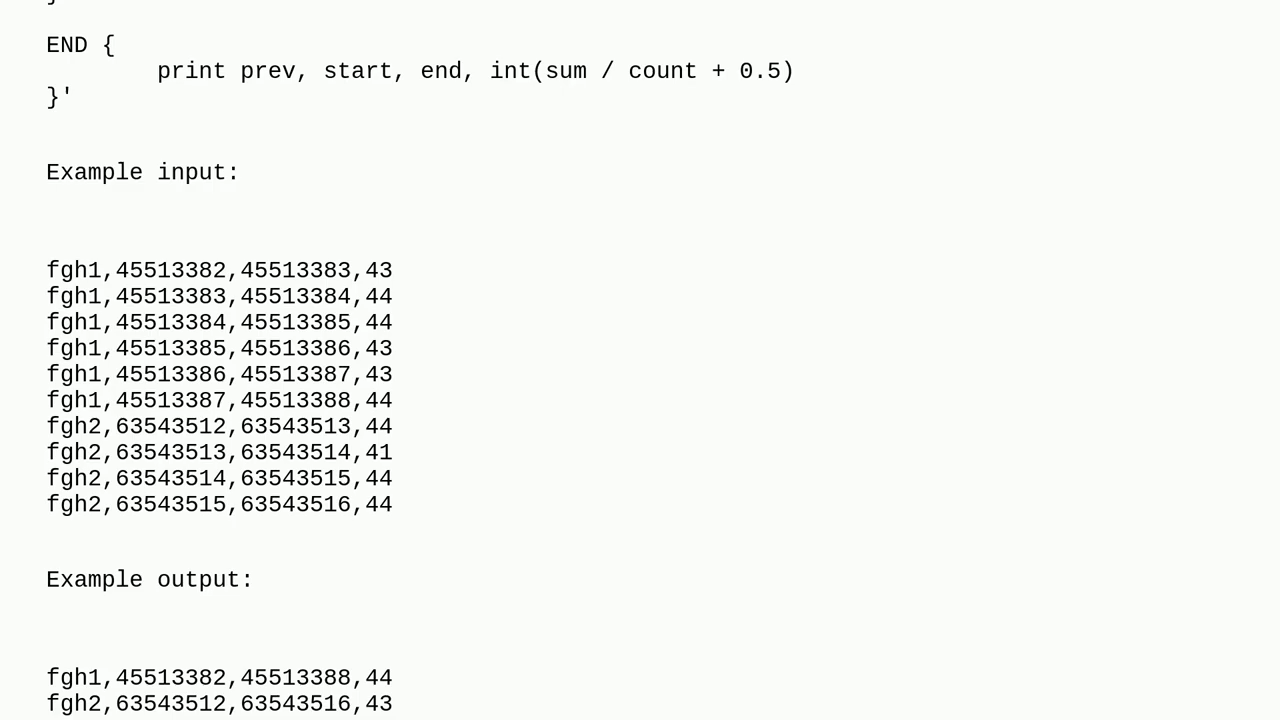 }
END {
        print prev, start, end, int(sum / count + 0.5)
}'
Example input:
fgh1,45513382,45513383,43
fgh1,45513383,45513384,44
fgh1,45513384,45513385,44
fgh1,45513385,45513386,43
fgh1,45513386,45513387,43
fgh1,45513387,45513388,44
fgh2,63543512,63543513,44
fgh2,63543513,63543514,41
fgh2,63543514,63543515,44
fgh2,63543515,63543516,44
Example output:
fgh1,45513382,45513388,44
fgh2,63543512,63543516,43